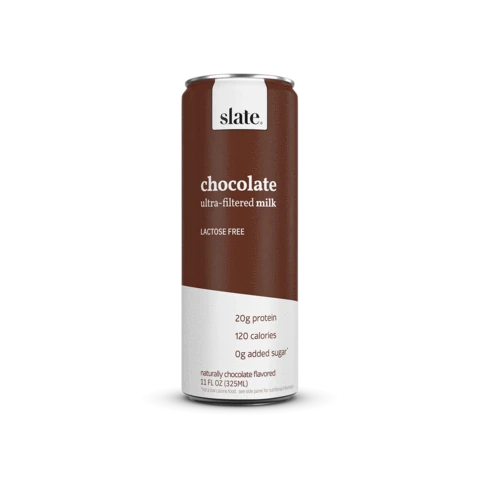 slate.
chocolate
ultra-filtered milk
LACTOSE FREE
20g protein
120 calories
0g added sugar*
naturally chocolate flavored
11 FL OZ (325ML)